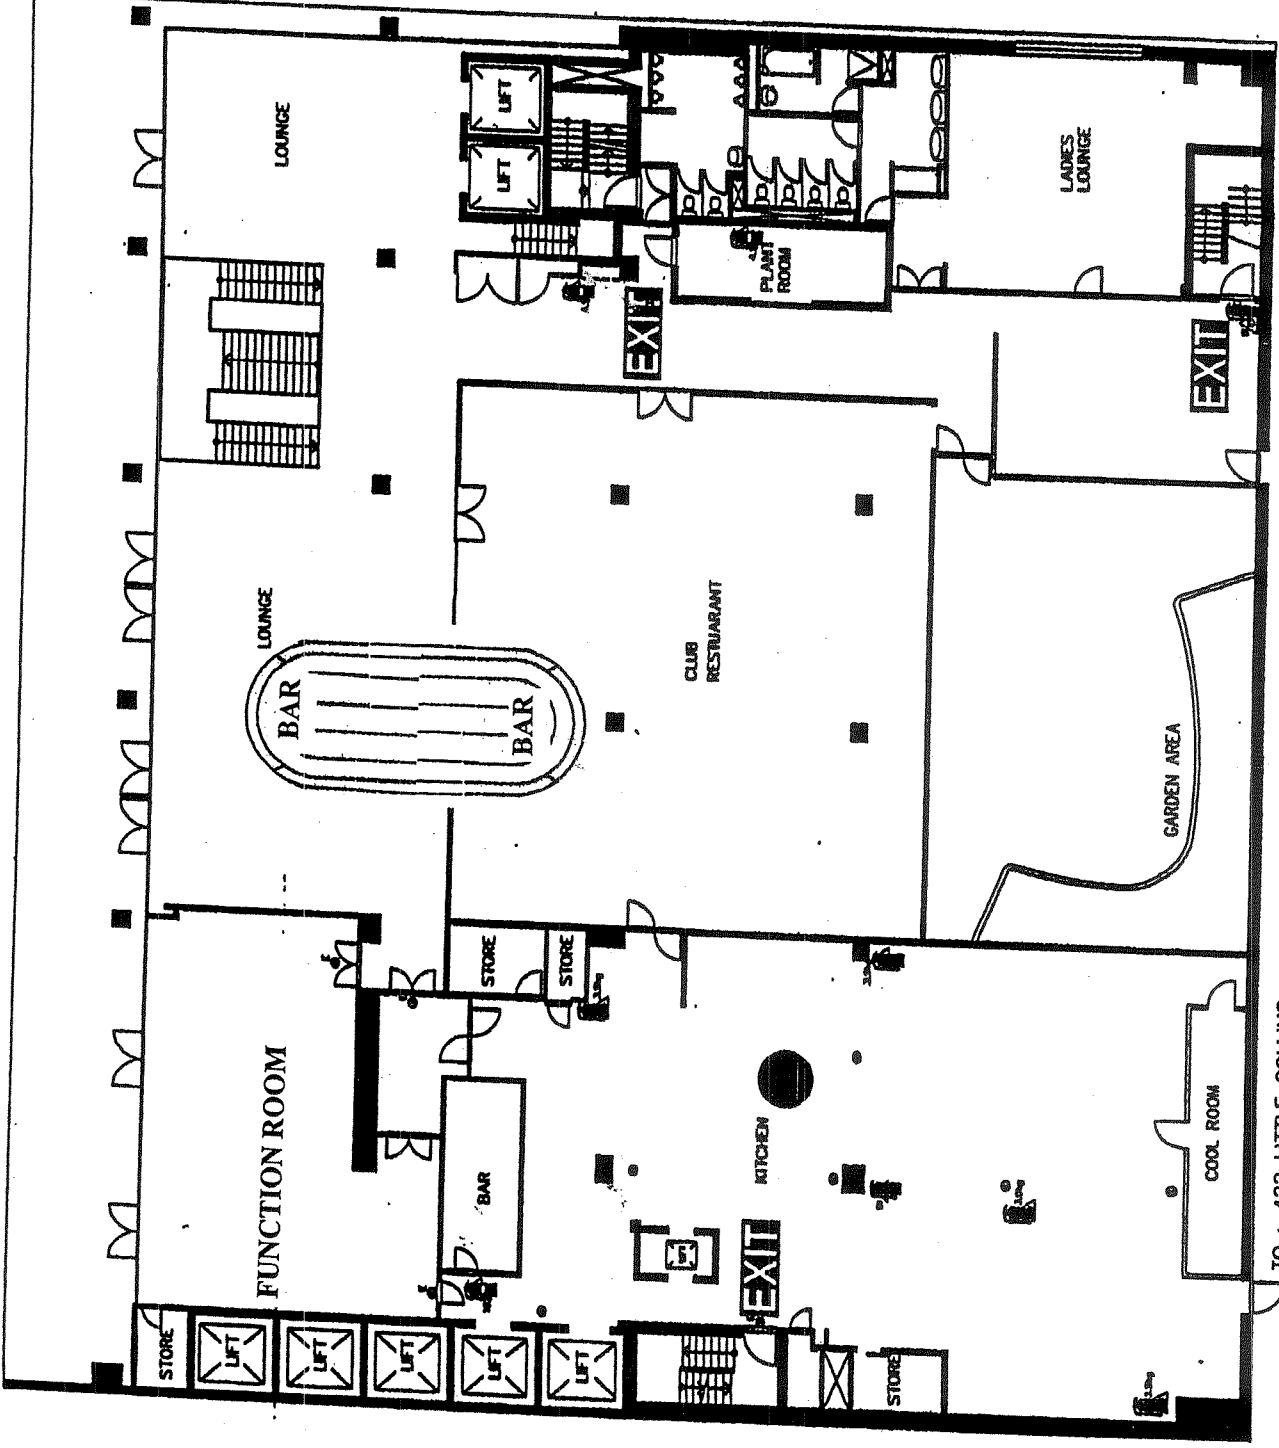 LOUNGE
LIFT
LIFT
LADIES
LOUNGE
PLANT
ROOM
EXIT
EXIT
LOUNGE
BAR
BAR
CLUB
RESTUARANT
GARDEN AREA
STORE
STORE
FUNCTION ROOM
BAR
KITCHEN
COOL ROOM
LIFT
EXIT
STORE
LIFT
LIFT
LIFT
LIFT
LIFT
STORE